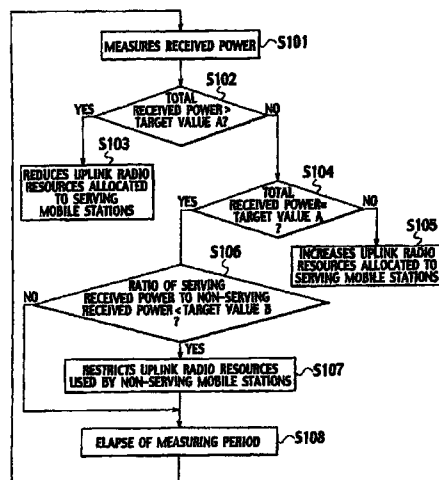 MEASURES RECEIVED POWER
S101
S102
TOTAL
RECEIVED POWER>
TARGET VALUE A?
YES
NO
S103
REDUCES UPLINK RADIO
RESOURCES ALLOCATED
TO SERVING
MOBILE STATIONS
S104
TOTAL
RECEIVED POWER=
TARGET VALUE A
?
YES
NO
S105
INCREASES UPLINK RADIO
RESOURCES ALLOCATED TO
SERVING MOBILE STATIONS
S106
RATIO OF SERVING
RECEIVED POWER TO NON-SERVING
RECEIVED POWER<TARGET VALUE B
?
NO
YES
S107
RESTRICTS UPLINK RADIO RESOURCES
USED BY NON-SERVING MOBILE STATIONS
ELAPSE OF MEASURING PERIOD
S108